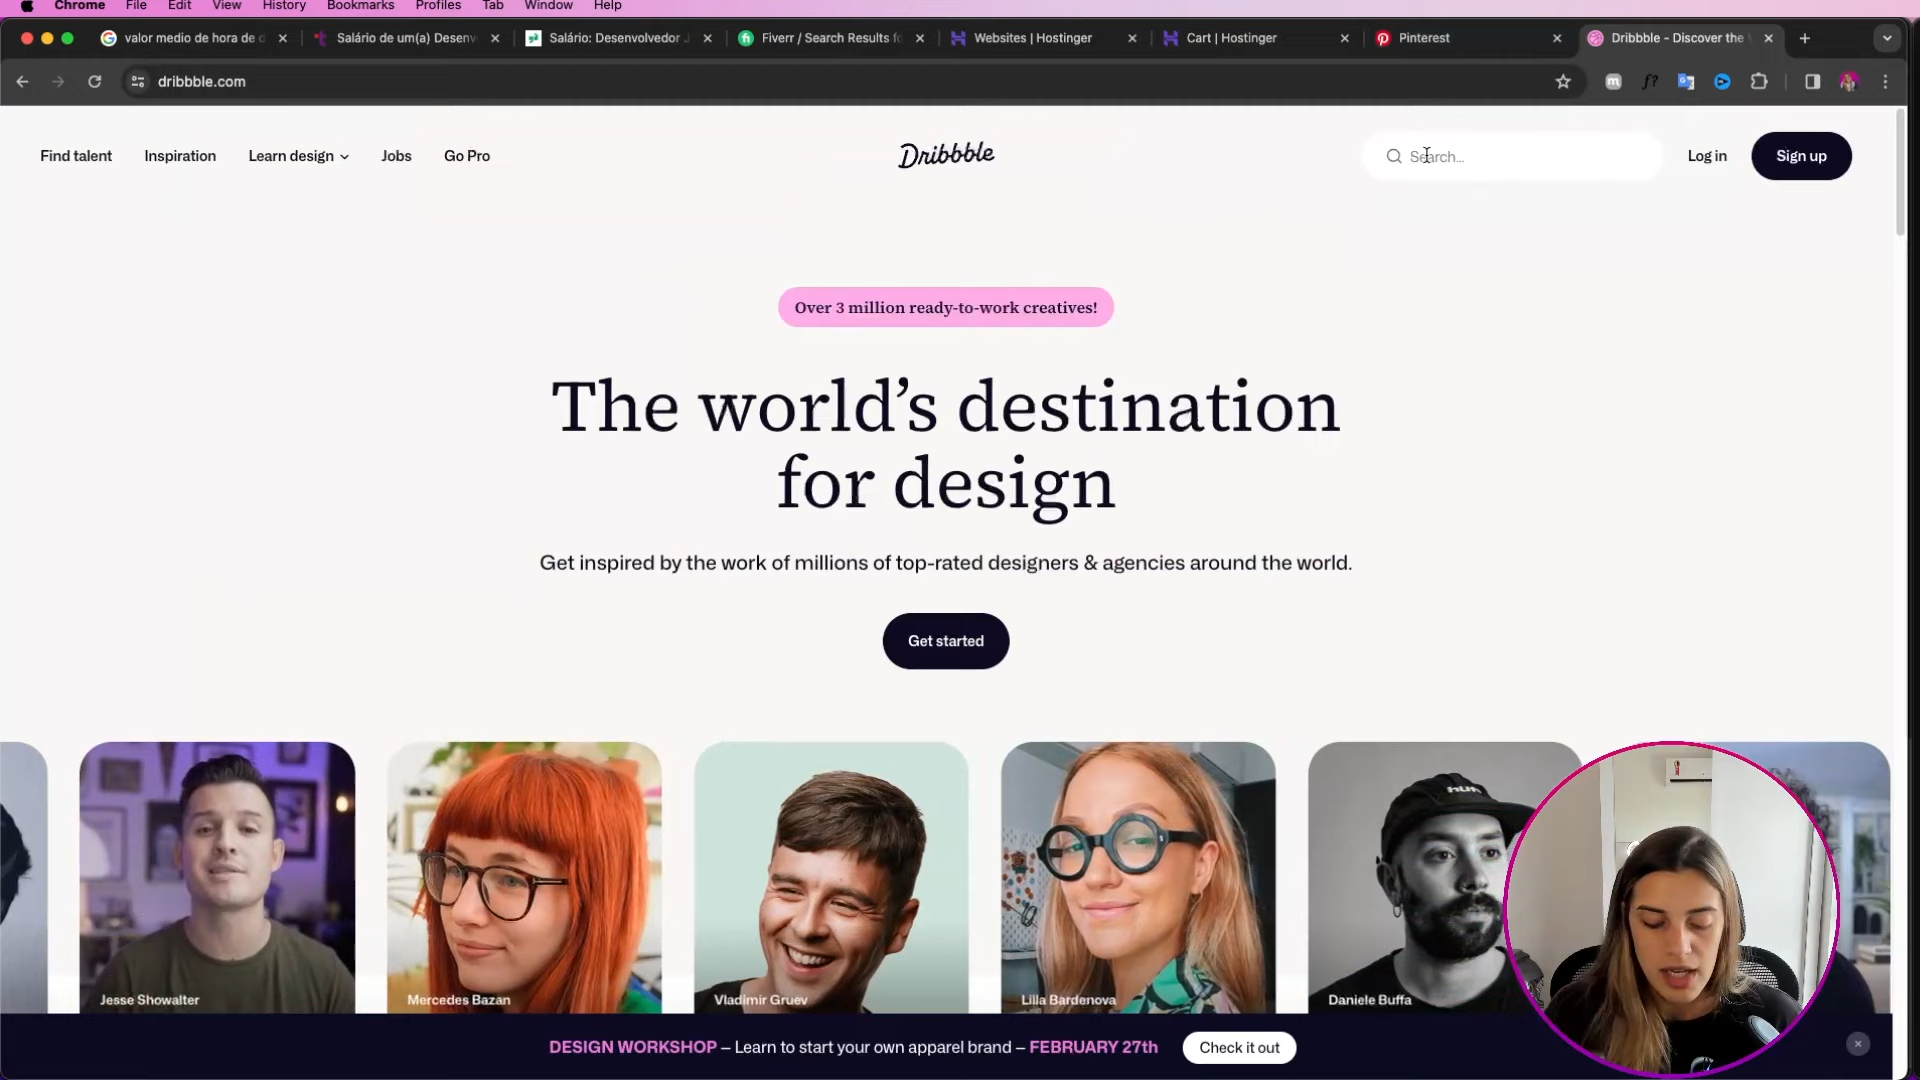 Chrome File Edit View History Bookmarks Profiles Tab Window Help
valor medio de hora de d
Salário de um(a) Desenv
Salário: Desenvolvedor J
Fiverr / Search Results fo
Websites | Hostinger
Cart | Hostinger
Pinterest
Dribbble - Discover the
dribbble.com
f?
Find talent
Inspiration
Learn design
Jobs
Go Pro
Dribbble
Search...
Log in
Sign up
Over 3 million ready-to-work creatives!
The world's destination
for design
Get inspired by the work of millions of top-rated designers & agencies around the world.
Get started
Jesse Showalter
Mercedes Bazan
Vladimir Gruev
Lilla Bardenova
Daniele Buffa
DESIGN WORKSHOP – Learn to start your own apparel brand – FEBRUARY 27th
Check it out